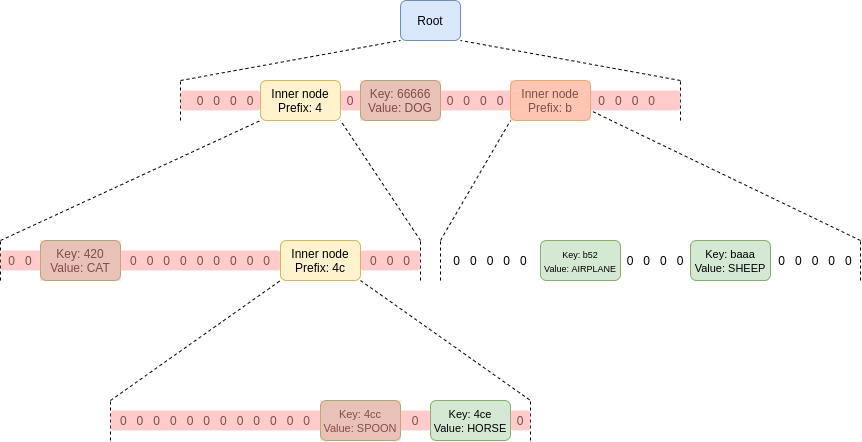 Root
0 0 0 0 Inner node 0 Key: 66666 0 0 0 0 Inner node 0 0 0 0
Prefix: 4 Value: DOG Prefix: b
0 0 Key: 420 0 0 0 0 0 0 0 0 Inner node 0 0 0 0 0 0 0 0 Key: b52 0 0 0 0 Key: baaa 0 0 0 0 0
Value: CAT Prefix: 4c Value: AIRPLANE Value: SHEEP
0 0 0 0 0 0 0 0 0 0 0 Key: 4cc 0 Key: 4ce 0
Value: SPOON Value: HORSE